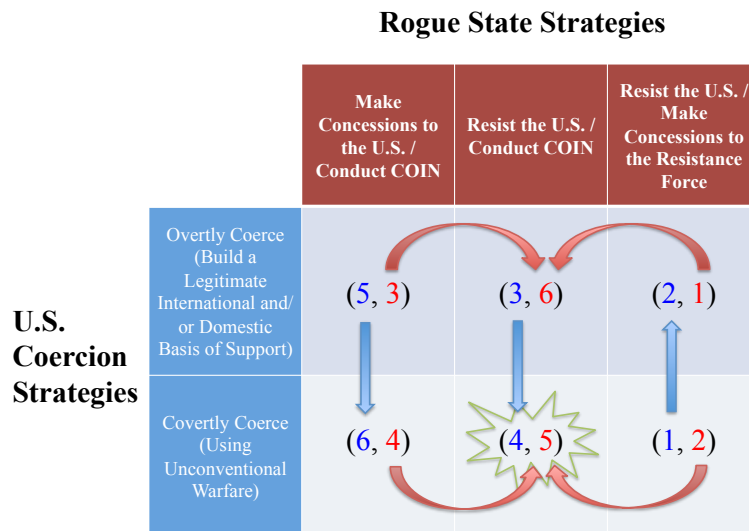 Rogue State Strategies
Make
Concessions to
the U.S. /
Conduct COIN
Resist the U.S. /
Conduct COIN
Resist the U.S. /
Make
Concessions to
the Resistance
Force
U.S.
Coercion
Strategies
Overtly Coerce
(Build a
Legitimate
International and/
or Domestic
Basis of Support)
(5, 3)
(3, 6)
(2, 1)
Covertly Coerce
(Using
Unconventional
Warfare)
(6, 4)
(4, 5)
(1, 2)